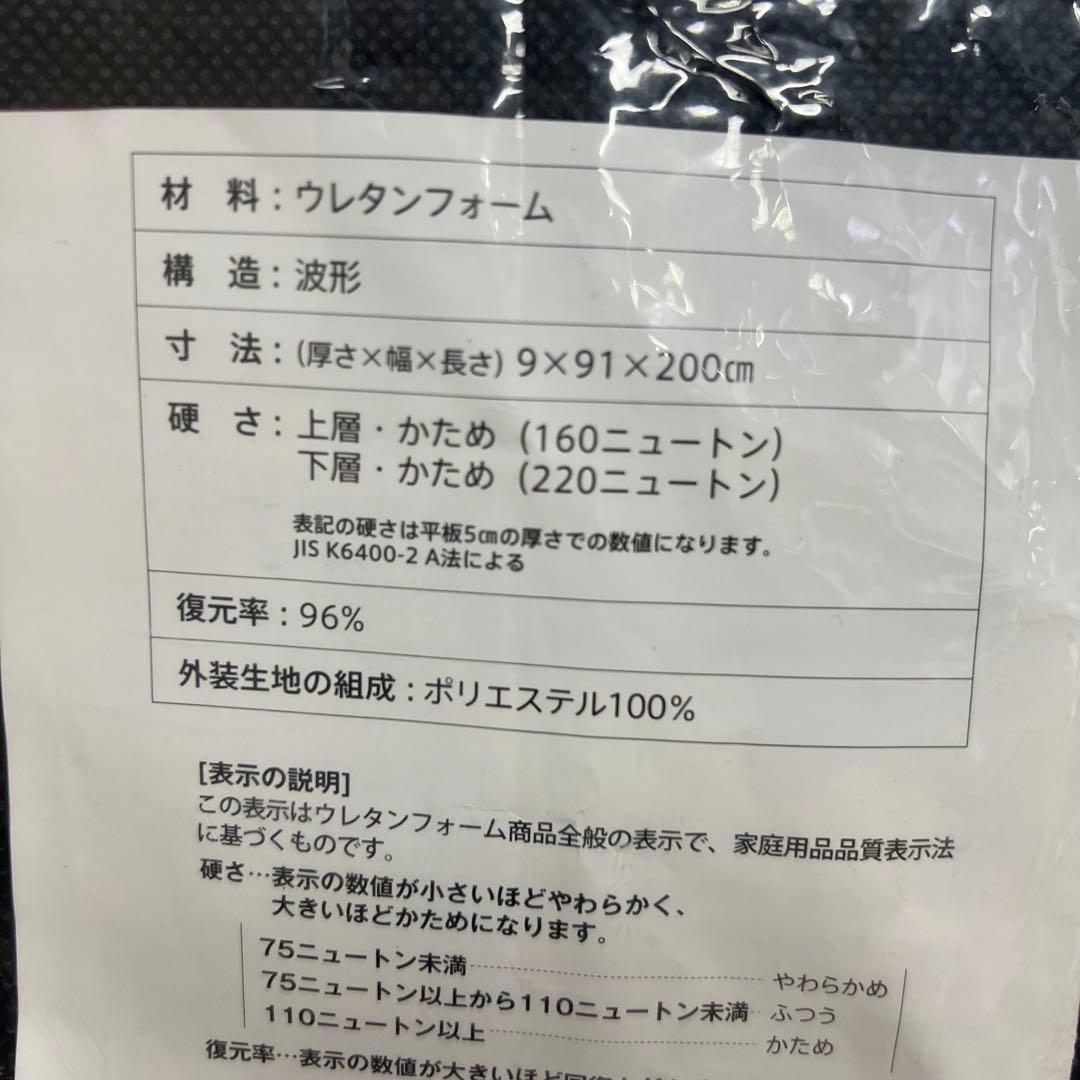 材 料 : ウレタンフォーム
構 造 : 波形
寸 法 : (厚さ×幅×長さ) 9×91×200㎝
硬 さ : 上層・かため (160ニュートン)
下層・かため (220ニュートン)
表記の硬さは平板5㎝の厚さでの数値になります。
JIS K6400-2 A法による
復元率 : 96%
外装生地の組成 : ポリエステル100%
[表示の説明]
この表示はウレタンフォーム商品全般の表示で、家庭用品品質表示法
に基づくものです。
硬さ…表示の数値が小さいほどやわらかく、
大きいほどかためになります。
75ニュートン未満 やわらかめ
75ニュートン以上から110ニュートン未満 ふつう
110ニュートン以上 かため
復元率…表示の数値が大きいほど